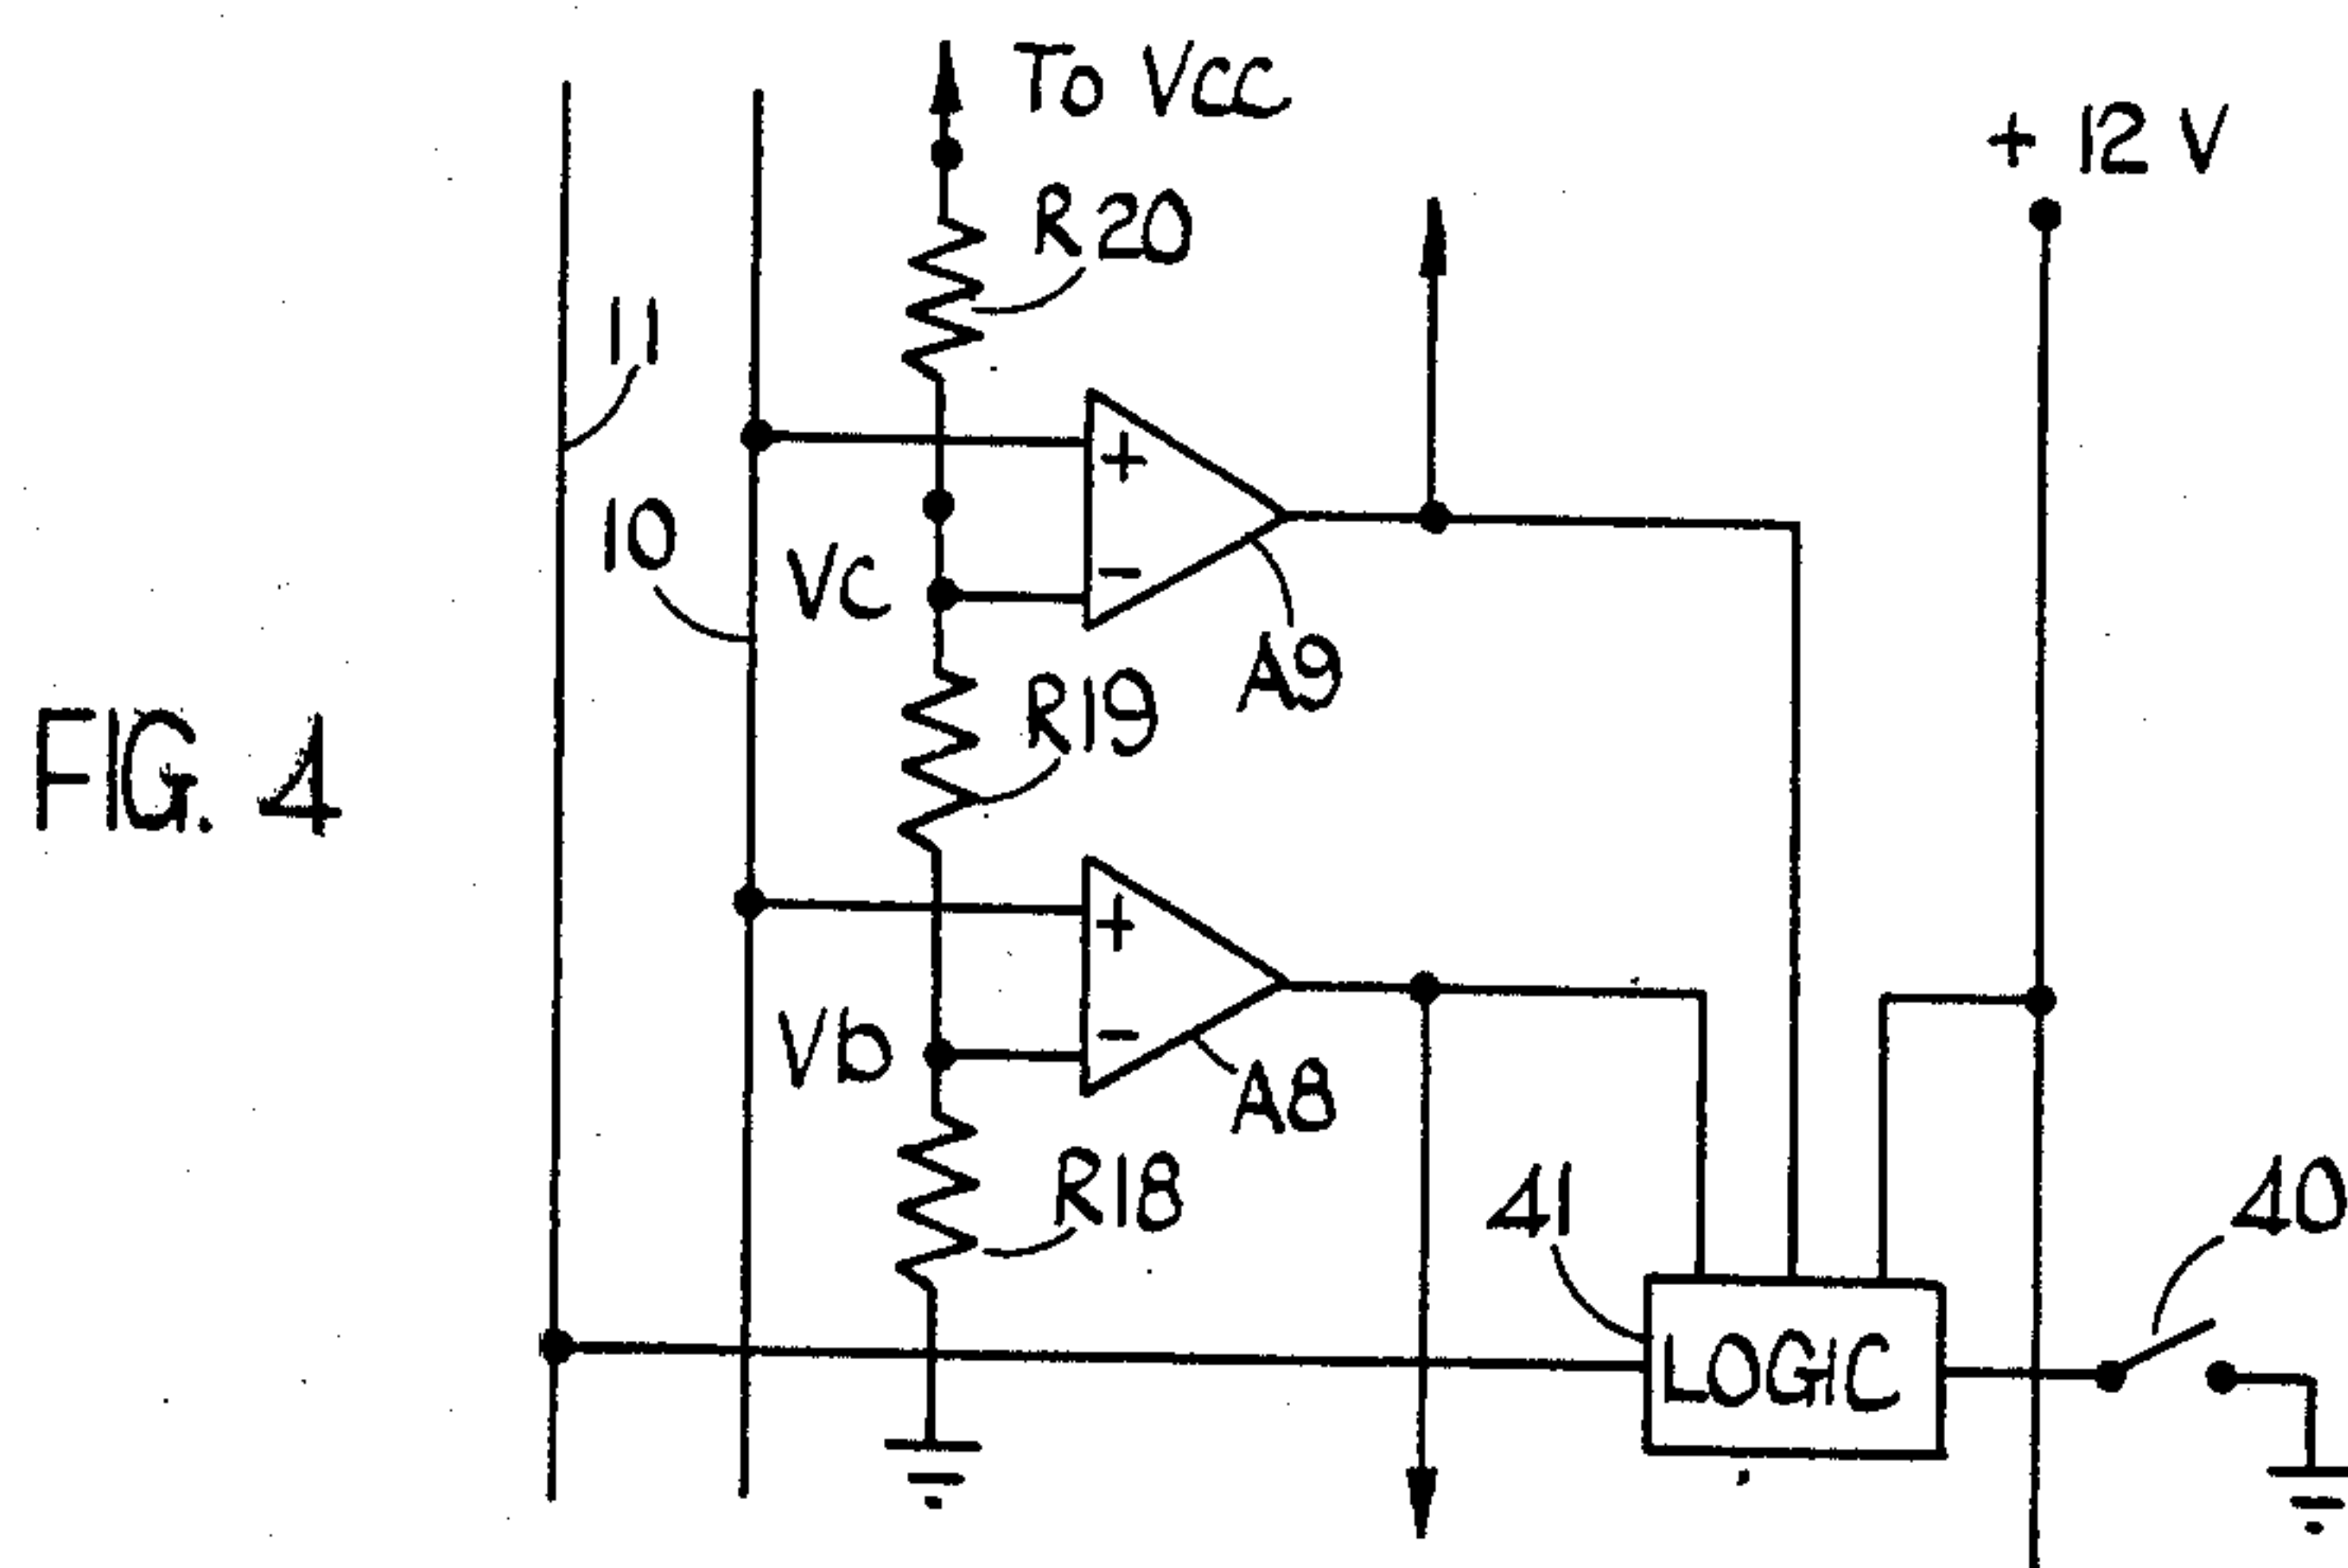 To VCC
+ 12 V
R20
11
+
10
Vc
-
A9
R19
FIG. 4
+
Vb
-
A8
R18
41
40
LOGIC